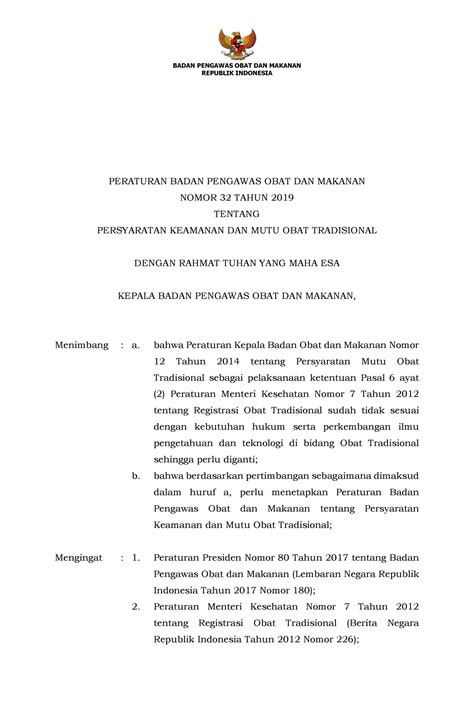 BADAN PENGAWAS OBAT DAN MAKANAN
REPUBLIK INDONESIA
PERATURAN BADAN PENGAWAS OBAT DAN MAKANAN
NOMOR 32 TAHUN 2019
TENTANG
PERSYARATAN KEAMANAN DAN MUTU OBAT TRADISIONAL
DENGAN RAHMAT TUHAN YANG MAHA ESA
KEPALA BADAN PENGAWAS OBAT DAN MAKANAN,
Menimbang : a. bahwa Peraturan Kepala Badan Obat dan Makanan Nomor
12 Tahun 2014 tentang Persyaratan Mutu Obat
Tradisional sebagai pelaksanaan ketentuan Pasal 6 ayat
(2) Peraturan Menteri Kesehatan Nomor 7 Tahun 2012
tentang Registrasi Obat Tradisional sudah tidak sesuai
dengan kebutuhan hukum serta perkembangan ilmu
pengetahuan dan teknologi di bidang Obat Tradisional
sehingga perlu diganti;
b. bahwa berdasarkan pertimbangan sebagaimana dimaksud
dalam huruf a, perlu menetapkan Peraturan Badan
Pengawas Obat dan Makanan tentang Persyaratan
Keamanan dan Mutu Obat Tradisional;
Mengingat : 1. Peraturan Presiden Nomor 80 Tahun 2017 tentang Badan
Pengawas Obat dan Makanan (Lembaran Negara Republik
Indonesia Tahun 2017 Nomor 180);
2. Peraturan Menteri Kesehatan Nomor 7 Tahun 2012
tentang Registrasi Obat Tradisional (Berita Negara
Republik Indonesia Tahun 2012 Nomor 226);